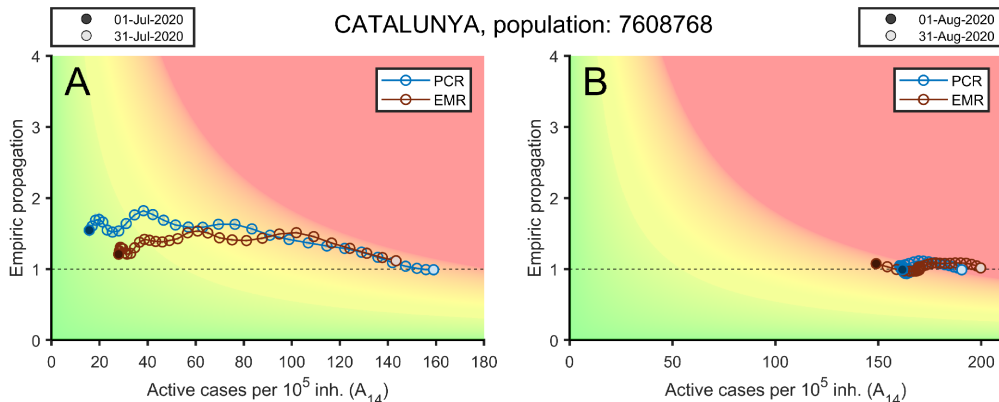 CATALUNYA, population: 7608768
01-Jul-2020
31-Jul-2020
01-Aug-2020
31-Aug-2020
A
PCR
EMR
Empiric propagation
4
3
2
1
0
0 20 40 60 80 100 120 140 160 180
Active cases per 10⁵ inh. (A₁₄)
B
PCR
EMR
Empiric propagation
4
3
2
1
0
0 50 100 150 200
Active cases per 10⁵ inh. (A₁₄)